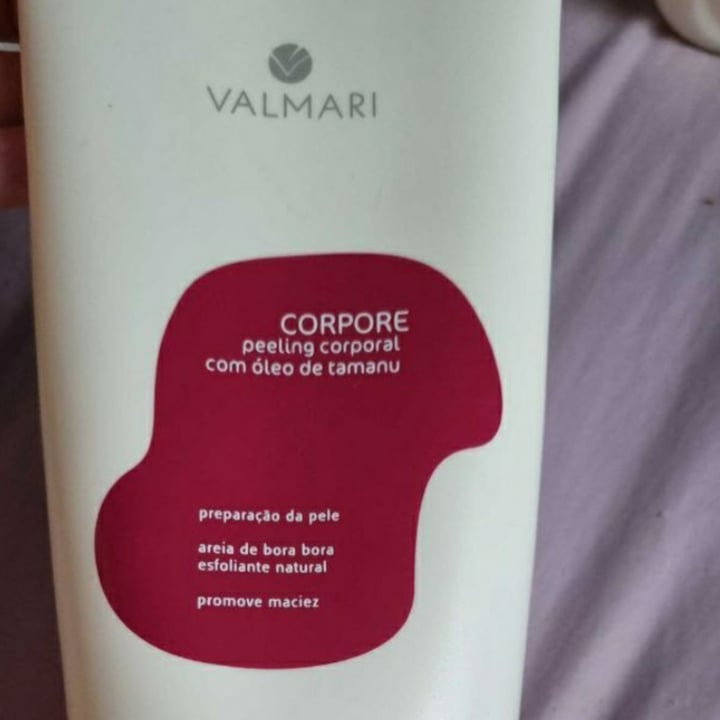 VALMARI
CORPORE
peeling corporal
com óleo de tamanu
preparação da pele
areia de bora bora
esfoliante natural
promove maciez